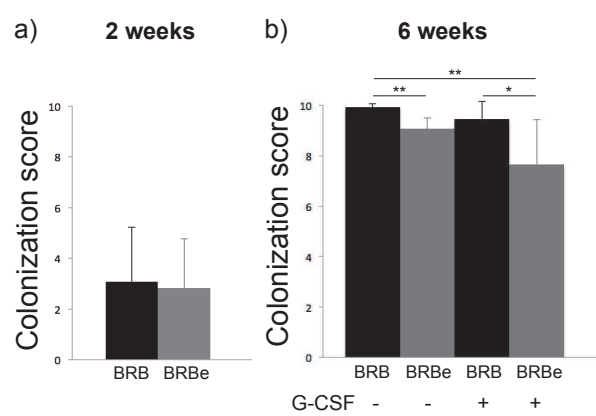 a) 2 weeks
Colonization score
10
8
6
4
2
0
BRB BRBe
b) 6 weeks
** 
** *
Colonization score
10
8
6
4
2
0
BRB BRBe BRB BRBe
G-CSF - - + +